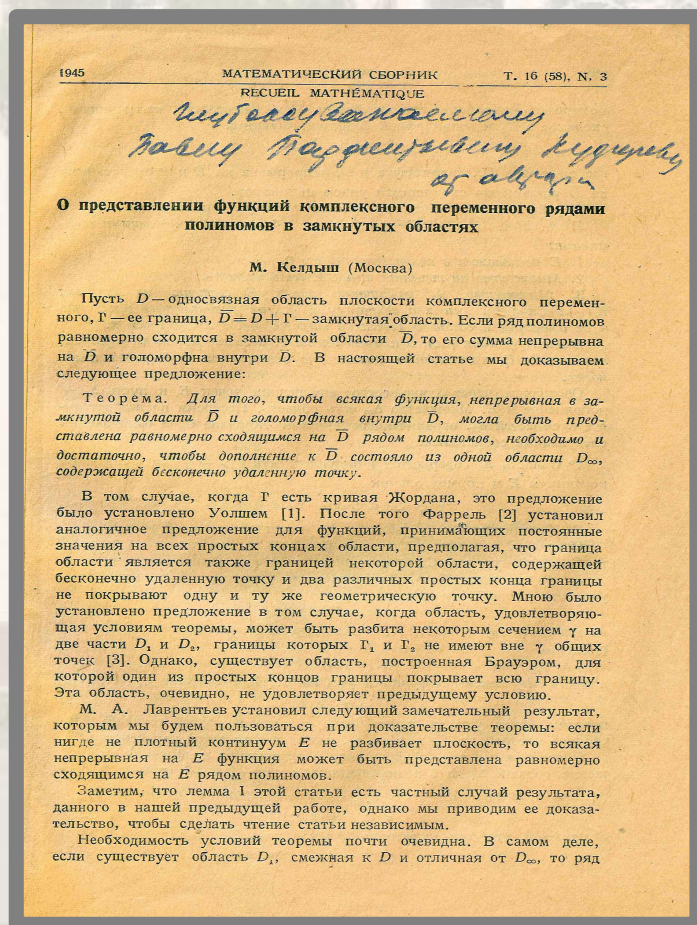 1945 МАТЕМАТИЧЕСКИЙ СБОРНИК Т. 16 (58), N. 3
RECUEIL MATHÉMATIQUE
Глубокоуважаемому
Павлу
от автора
О представлении функций комплексного переменного рядами
полиномов в замкнутых областях
М. Келдыш (Москва)
Пусть D — односвязная область плоскости комплексного перемен-
ного, Γ — ее граница, D̅ = D + Γ — замкнутая область. Если ряд полиномов
равномерно сходится в замкнутой области D̅, то его сумма непрерывна
на D̅ и голоморфна внутри D. В настоящей статье мы доказываем
следующее предложение:
Теорема. Для того, чтобы всякая функция, непрерывная в за-
мкнутой области D̅ и голоморфная внутри D̅, могла быть пред-
ставлена равномерно сходящимся на D̅ рядом полиномов, необходимо и
достаточно, чтобы дополнение к D̅ состояло из одной области D∞,
содержащей бесконечно удаленную точку.
В том случае, когда Γ есть кривая Жордана, это предложение
было установлено Уолшем [1]. После того Фаррель [2] установил
аналогичное предложение для функций, принимающих постоянные
значения на всех простых концах области, предполагая, что граница
области является также границей некоторой области, содержащей
бесконечно удаленную точку и два различных простых конца границы
не покрывают одну и ту же геометрическую точку. Мною было
установлено предложение в том случае, когда область, удовлетворяю-
щая условиям теоремы, может быть разбита некоторым сечением γ на
две части D₁ и D₂, границы которых Γ₁ и Γ₂ не имеют вне γ общих
точек [3]. Однако, существует область, построенная Брауэром, для
которой один из простых концов границы покрывает всю границу.
Эта область, очевидно, не удовлетворяет предыдущему условию.
М. А. Лаврентьев установил следующий замечательный результат,
которым мы будем пользоваться при доказательстве теоремы: если
нигде не плотный континуум E не разбивает плоскость, то всякая
непрерывная на E функция может быть представлена равномерно
сходящимся на E рядом полиномов.
Заметим, что лемма I этой статьи есть частный случай результата,
данного в нашей предыдущей работе, однако мы приводим ее доказа-
тельство, чтобы сделать чтение статьи независимым.
Необходимость условий теоремы почти очевидна. В самом деле,
если существует область D₁, смежная к D и отличная от D∞, то ряд